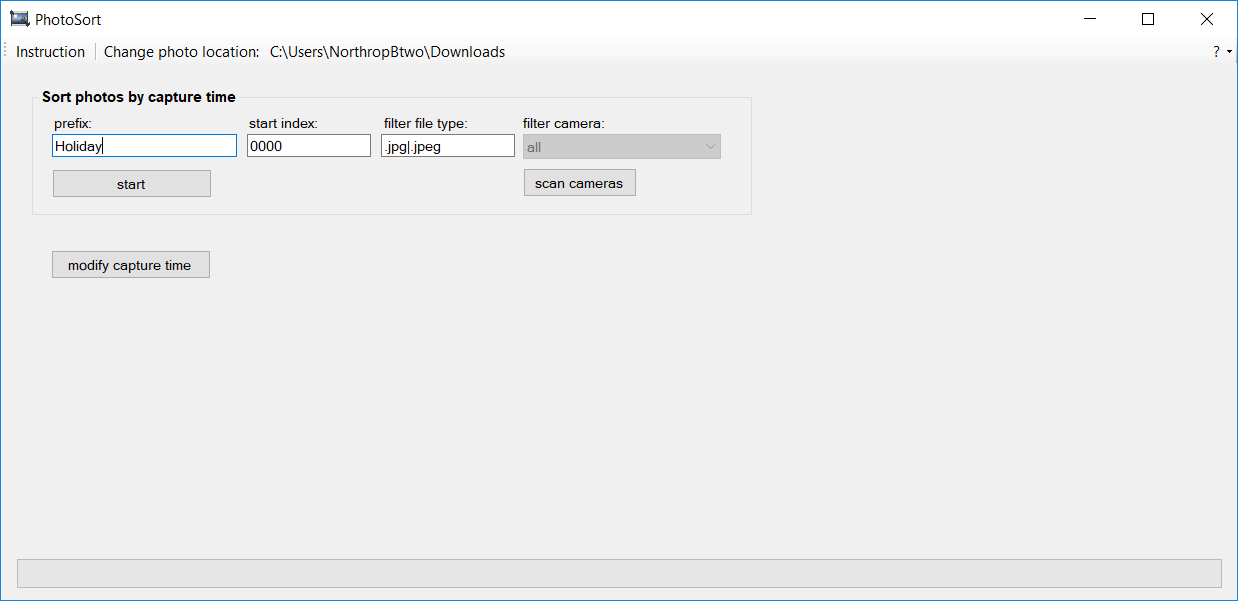 PhotoSort
Instruction Change photo location: C:\Users\NorthropBtwo\Downloads ?
Sort photos by capture time
prefix: start index: filter file type: filter camera:
Holiday 0000 .jpg|.jpeg all
start scan cameras
modify capture time